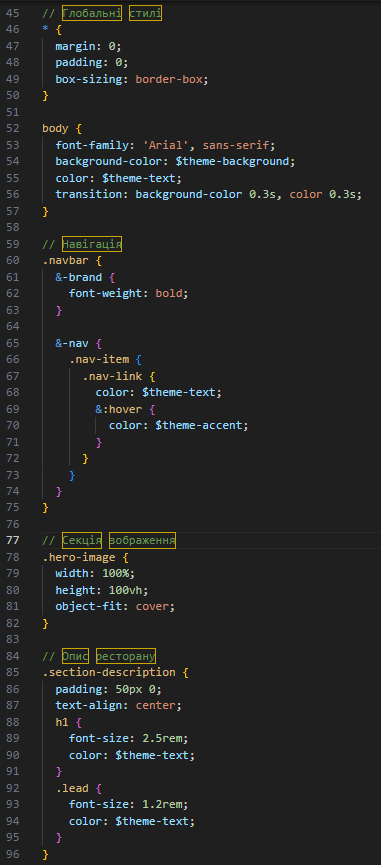 45 // Глобальні стилі
46 * {
47   margin: 0;
48   padding: 0;
49   box-sizing: border-box;
50 }
51
52 body {
53   font-family: 'Arial', sans-serif;
54   background-color: $theme-background;
55   color: $theme-text;
56   transition: background-color 0.3s, color 0.3s;
57 }
58
59 // Навігація
60 .navbar {
61   &-brand {
62     font-weight: bold;
63   }
64
65   &-nav {
66     .nav-item {
67       .nav-link {
68         color: $theme-text;
69         &:hover {
70           color: $theme-accent;
71         }
72       }
73     }
74   }
75 }
76
77 // Секція зображення
78 .hero-image {
79   width: 100%;
80   height: 100vh;
81   object-fit: cover;
82 }
83
84 // Опис ресторану
85 .section-description {
86   padding: 50px 0;
87   text-align: center;
88   h1 {
89     font-size: 2.5rem;
90     color: $theme-text;
91   }
92   .lead {
93     font-size: 1.2rem;
94     color: $theme-text;
95   }
96 }